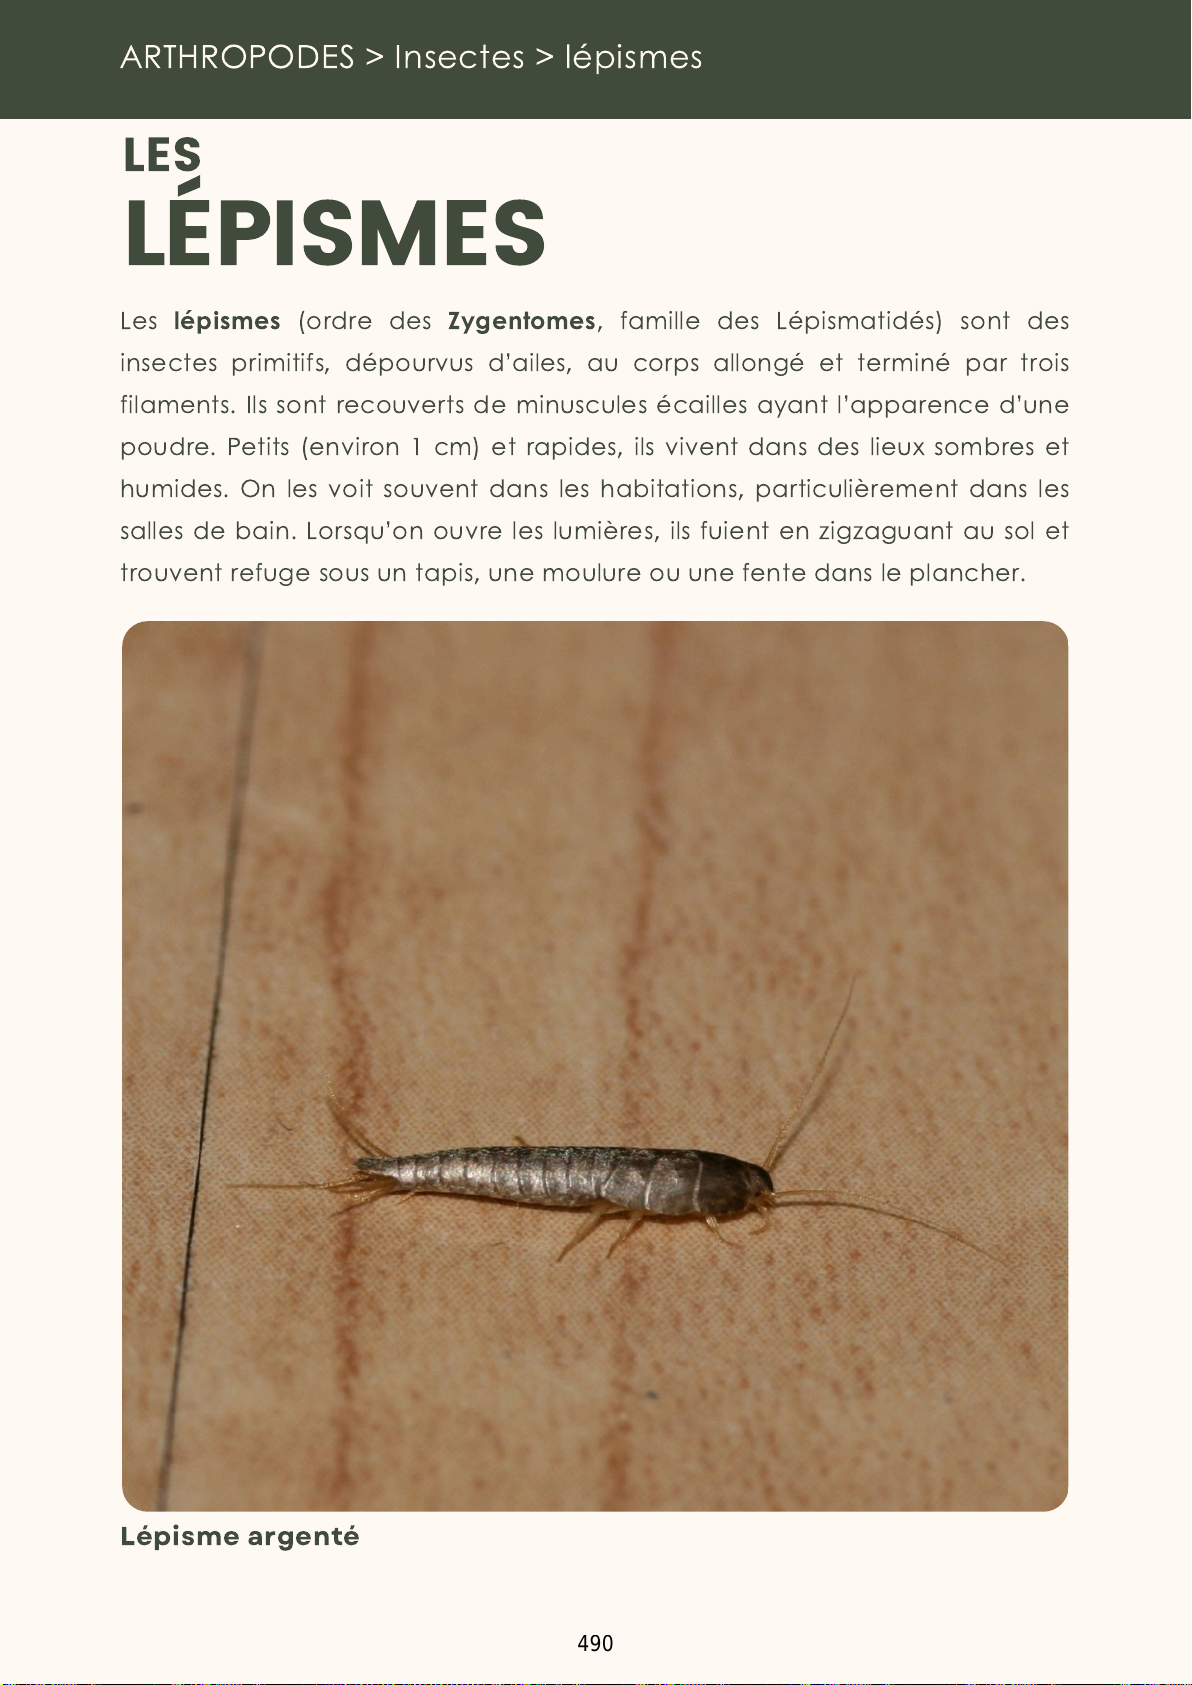 ARTHROPODES > Insectes > lépismes
LES
LÉPISMES
Les lépismes (ordre des Zygentomes, famille des Lépismatidés) sont des
insectes primitifs, dépourvus d'ailes, au corps allongé et terminé par trois
filaments. Ils sont recouverts de minuscules écailles ayant l'apparence d'une
poudre. Petits (environ 1 cm) et rapides, ils vivent dans des lieux sombres et
humides. On les voit souvent dans les habitations, particulièrement dans les
salles de bain. Lorsqu'on ouvre les lumières, ils fuient en zigzaguant au sol et
trouvent refuge sous un tapis, une moulure ou une fente dans le plancher.
Lépisme argenté
490